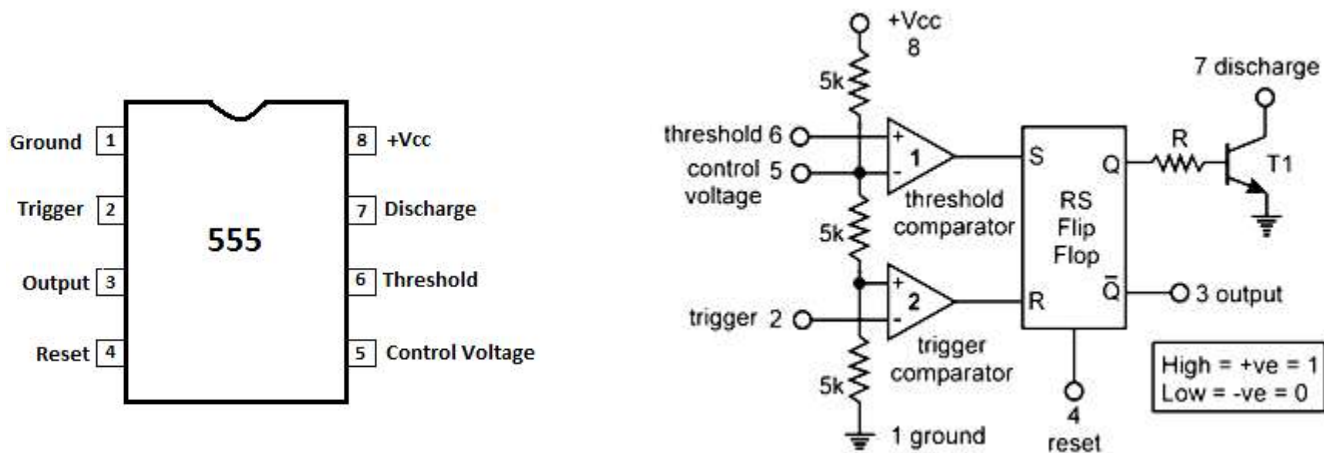 Ground 1
8 +Vcc
Trigger 2
7 Discharge
555
Output 3
6 Threshold
Reset 4
5 Control Voltage
+Vcc
8
5k
threshold 6
+
1
-
control 5
voltage
threshold
comparator
5k
+
2
-
trigger 2
trigger
comparator
5k
1 ground
S
Q
RS
Flip
Flop
R
Q̅
4
reset
R
7 discharge
T1
3 output
High = +ve = 1
Low = -ve = 0